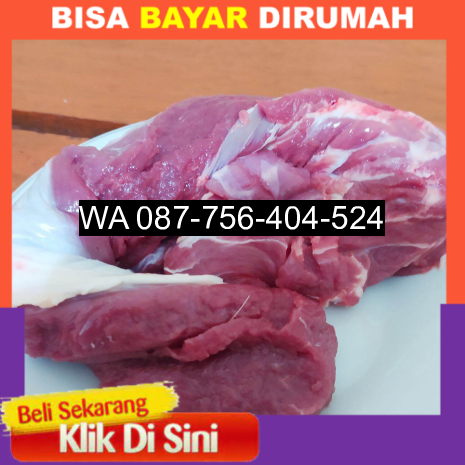 BISA BAYAR DIRUMAH
WA 087-756-404-524
Beli Sekarang
Klik Di Sini